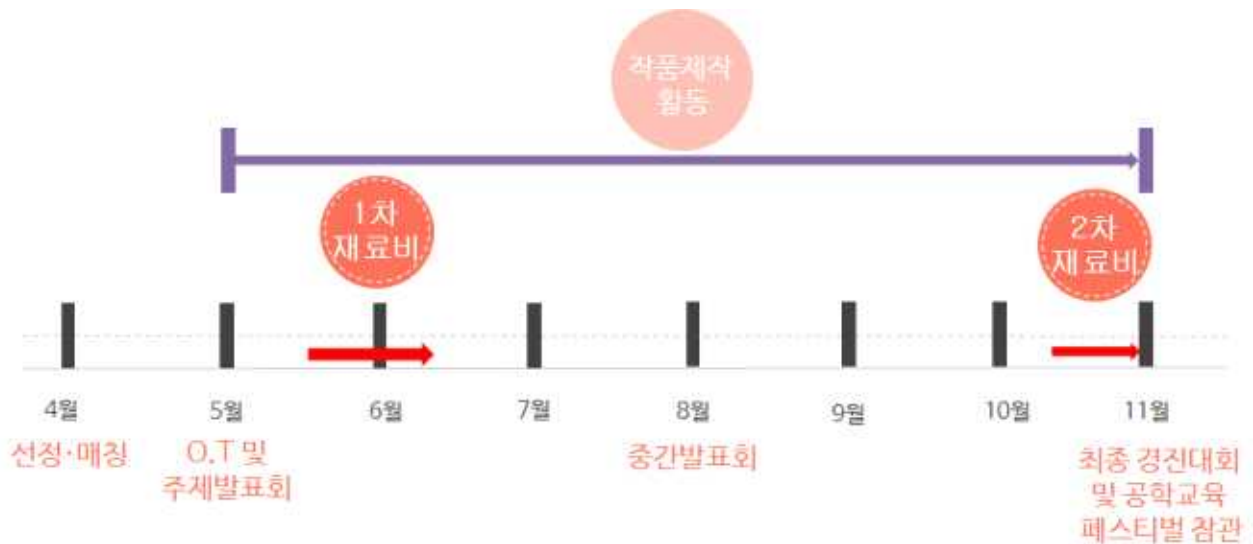 작품제작
활동
1차
재료비
2차
재료비
4월
5월
6월
7월
8월
9월
10월
11월
선정·매칭
O.T 및
주제발표회
중간발표회
최종 경진대회
및 공학교육
페스티벌 참관